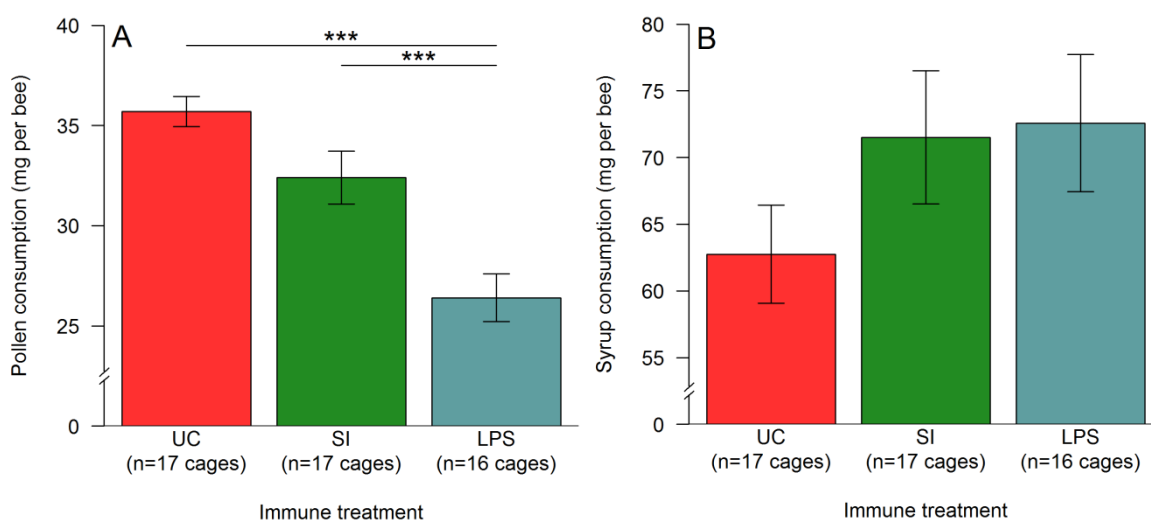 A
Pollen consumption (mg per bee)
40
35
30
25
0
***
***
UC
(n=17 cages)
SI
(n=17 cages)
LPS
(n=16 cages)
Immune treatment
B
Syrup consumption (mg per bee)
80
75
70
65
60
55
0
UC
(n=17 cages)
SI
(n=17 cages)
LPS
(n=16 cages)
Immune treatment